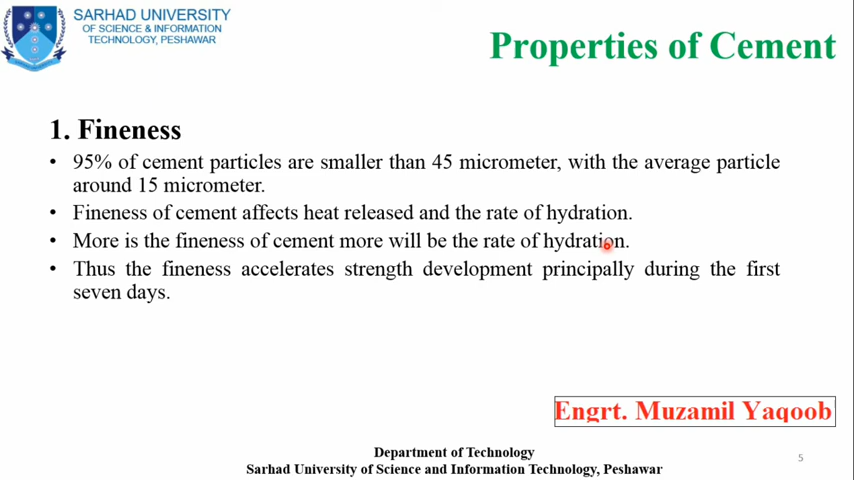 SARHAD UNIVERSITY
OF SCIENCE & INFORMATION
TECHNOLOGY, PESHAWAR
Properties of Cement
1. Fineness
• 95% of cement particles are smaller than 45 micrometer, with the average particle
around 15 micrometer.
• Fineness of cement affects heat released and the rate of hydration.
• More is the fineness of cement more will be the rate of hydration.
• Thus the fineness accelerates strength development principally during the first
seven days.
Engrt. Muzamil Yaqoob
Department of Technology
Sarhad University of Science and Information Technology, Peshawar
5